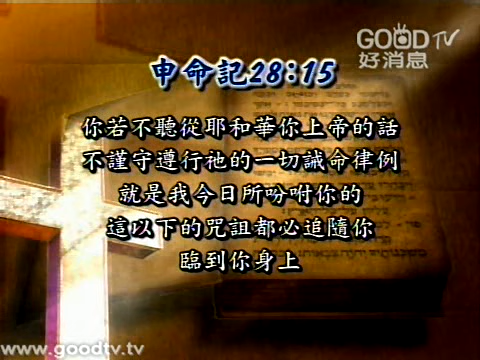 GOOD TV
好消息
申命記28:15
你若不聽從耶和華你上帝的話
不謹守遵行祂的一切誡命律例
就是我今日所吩咐你的
這以下的咒詛都必追隨你
臨到你身上
www.goodtv.tv